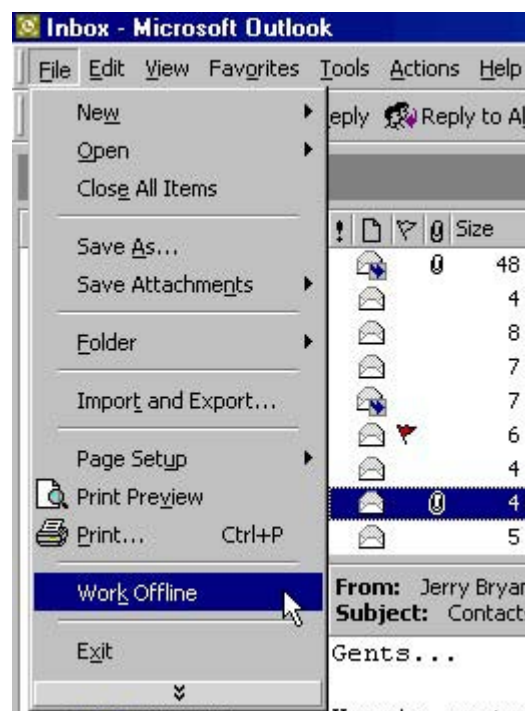 Inbox - Microsoft Outlook
File Edit View Favorites Tools Actions Help
New
Open
Close All Items
Save As...
Save Attachments
Folder
Import and Export...
Page Setup
Print Preview
Print... Ctrl+P
Work Offline
Exit
eply Reply to Al
! Size
48
4
8
7
7
6
4
4
5
From: Jerry Bryan
Subject: Contact
Gents...